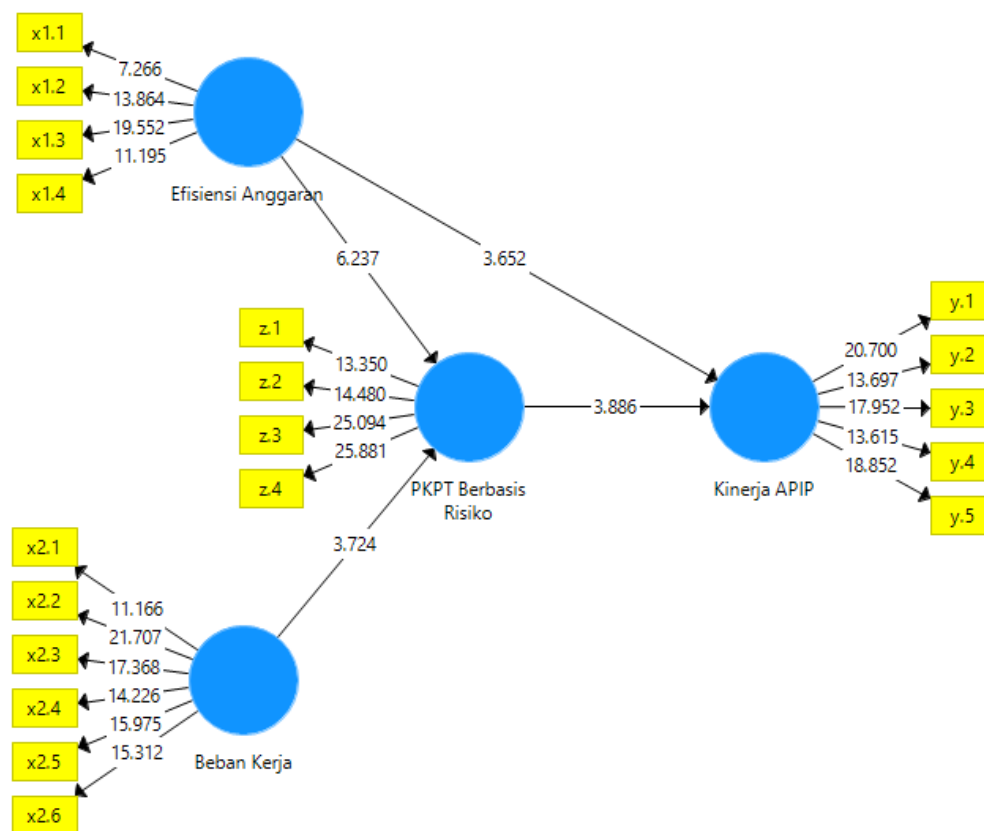 x1.1
7.266
x1.2
13.864
x1.3
19.552
11.195
x1.4
Efisiensi Anggaran
6.237
3.652
z.1
13.350
z.2
14.480
z.3
25.094
25.881
z.4
PKPT Berbasis
Risiko
3.886
y.1
20.700
y.2
13.697
17.952
y.3
13.615
y.4
18.852
y.5
Kinerja APIP
3.724
x2.1
11.166
x2.2
21.707
x2.3
17.368
14.226
x2.4
15.975
x2.5
15.312
x2.6
Beban Kerja